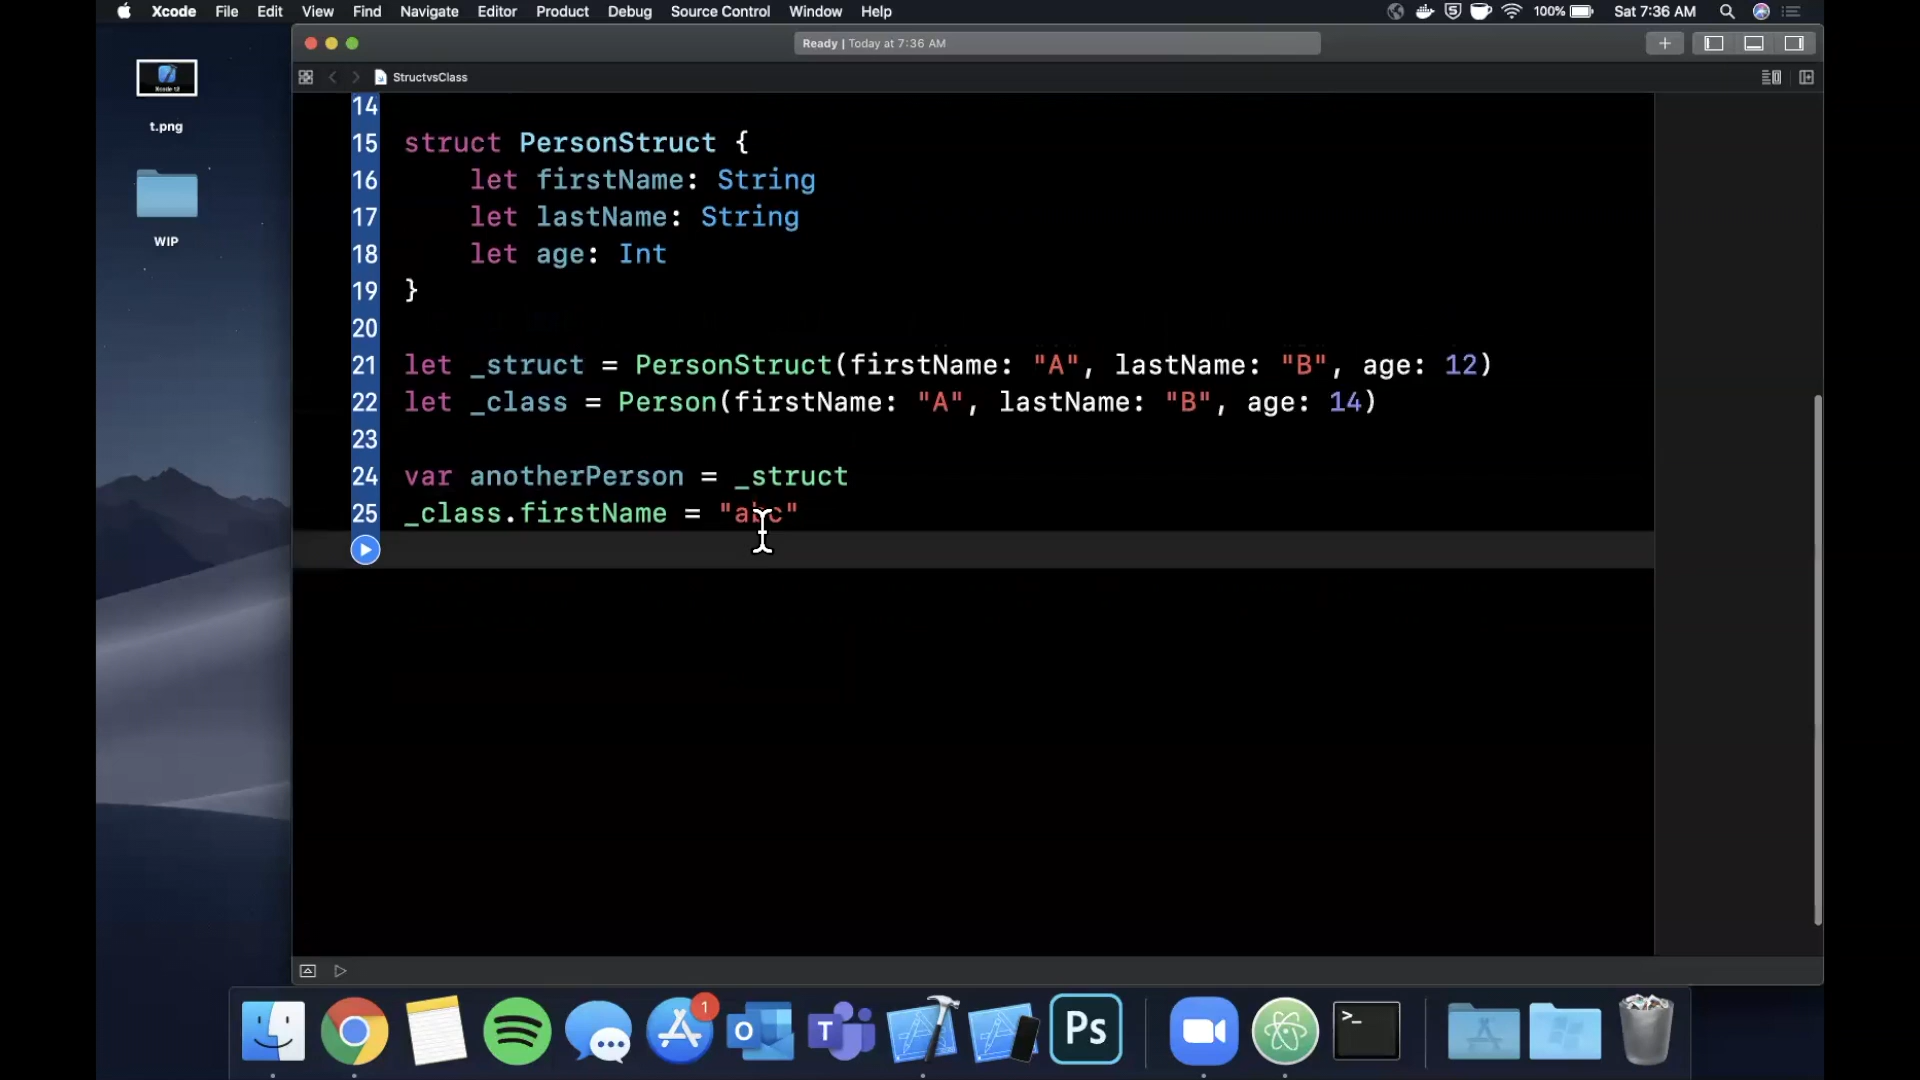 Xcode File Edit View Find Navigate Editor Product Debug Source Control Window Help 100% Sat 7:36 AM
Ready | Today at 7:36 AM
StructvsClass
t.png
WIP
14
15 struct PersonStruct {
16 let firstName: String
17 let lastName: String
18 let age: Int
19 }
20
21 let _struct = PersonStruct(firstName: "A", lastName: "B", age: 12)
22 let _class = Person(firstName: "A", lastName: "B", age: 14)
23
24 var anotherPerson = _struct
25 _class.firstName = "abc"
1
Ps